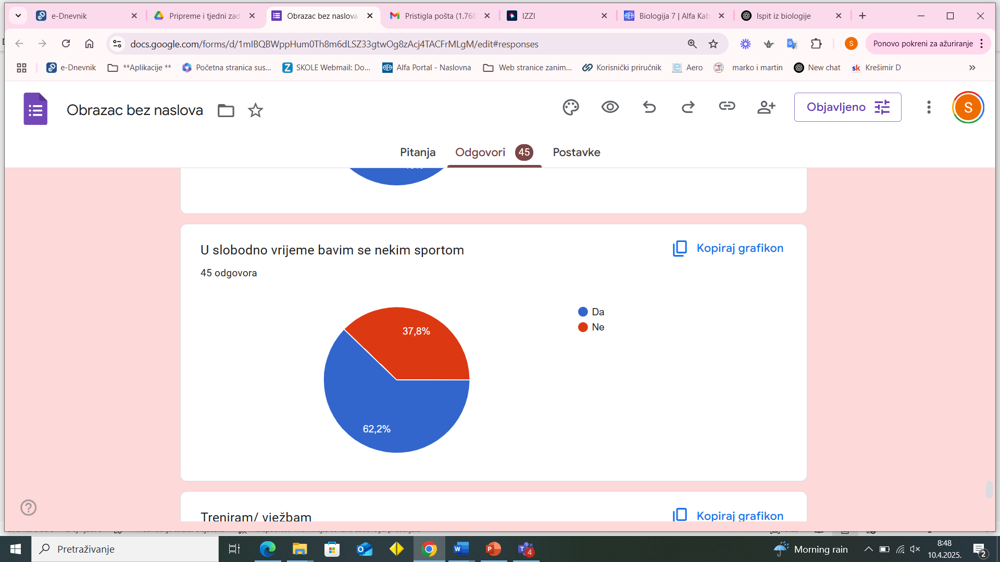 e-Dnevnik
Pripreme i tjedni zad
Obrazac bez naslova
Pristigla pošta (1.768
IZZI
Biologija 7 | Alfa Kab
Ispit iz biologije
docs.google.com/forms/d/1mIBQBWppHum0Th8m6dLSZ33gtwOg8zAcj4TACFrMLgM/edit#responses
S
Ponovo pokreni za ažuriranje
e-Dnevnik
**Aplikacije **
Početna stranica sus...
SKOLE Webmail: Do...
Alfa Portal - Naslovna
Web stranice zanim...
Korisnički priručnik
Aero
marko i martin
New chat
sk Krešimir D
Obrazac bez naslova
Objavljeno
S
Pitanja
Odgovori 45
Postavke
U slobodno vrijeme bavim se nekim sportom
Kopiraj grafikon
45 odgovora
Da
Ne
37,8%
62,2%
Treniram/ vježbam
Kopiraj grafikon
Pretraživanje
Morning rain
8:48
10.4.2025.
4
2